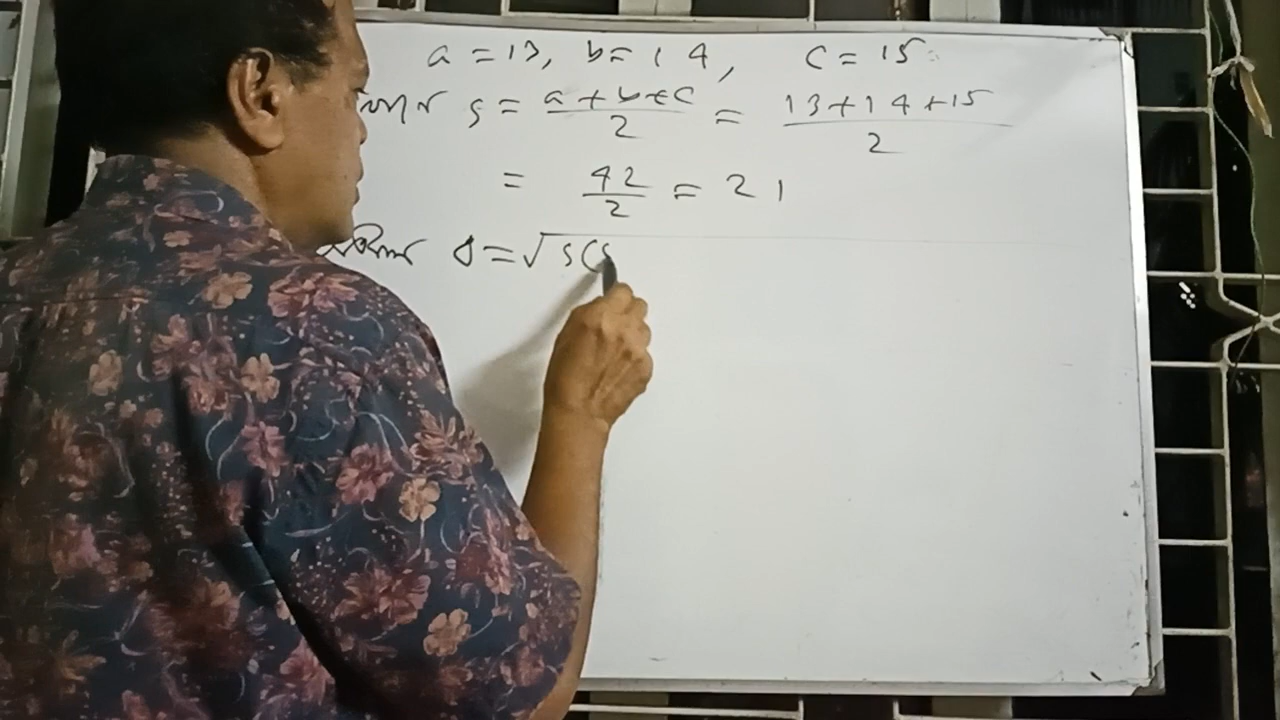 a = 13, b = 14, c = 15
s = a + b + c / 2 = 13 + 14 + 15 / 2
= 42 / 2 = 21
Δ = √ s(s